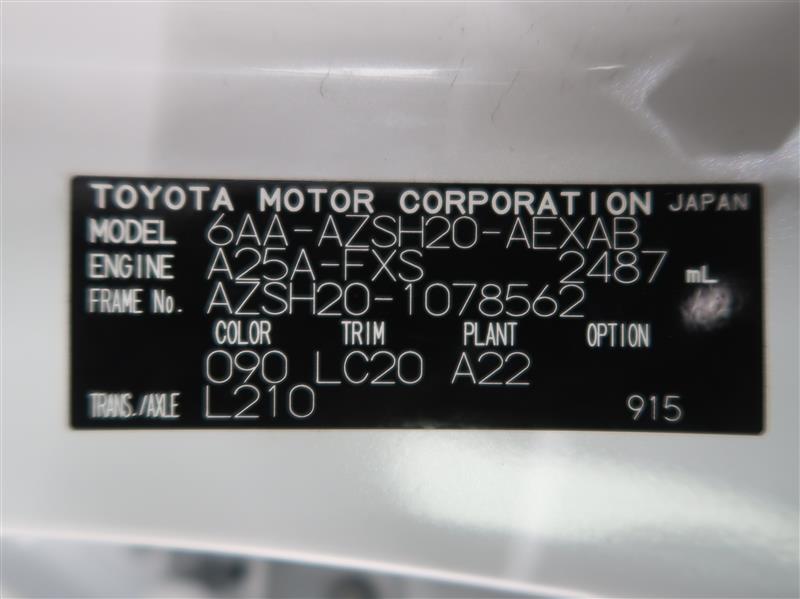 TOYOTA MOTOR CORPORATION JAPAN
MODEL 6AA-AZSH20-AEXAB
ENGINE A25A-FXS 2487 mL
FRAME No. AZSH20-1078562
COLOR TRIM PLANT OPTION
090 LC20 A22
TRANS./AXLE L210 915